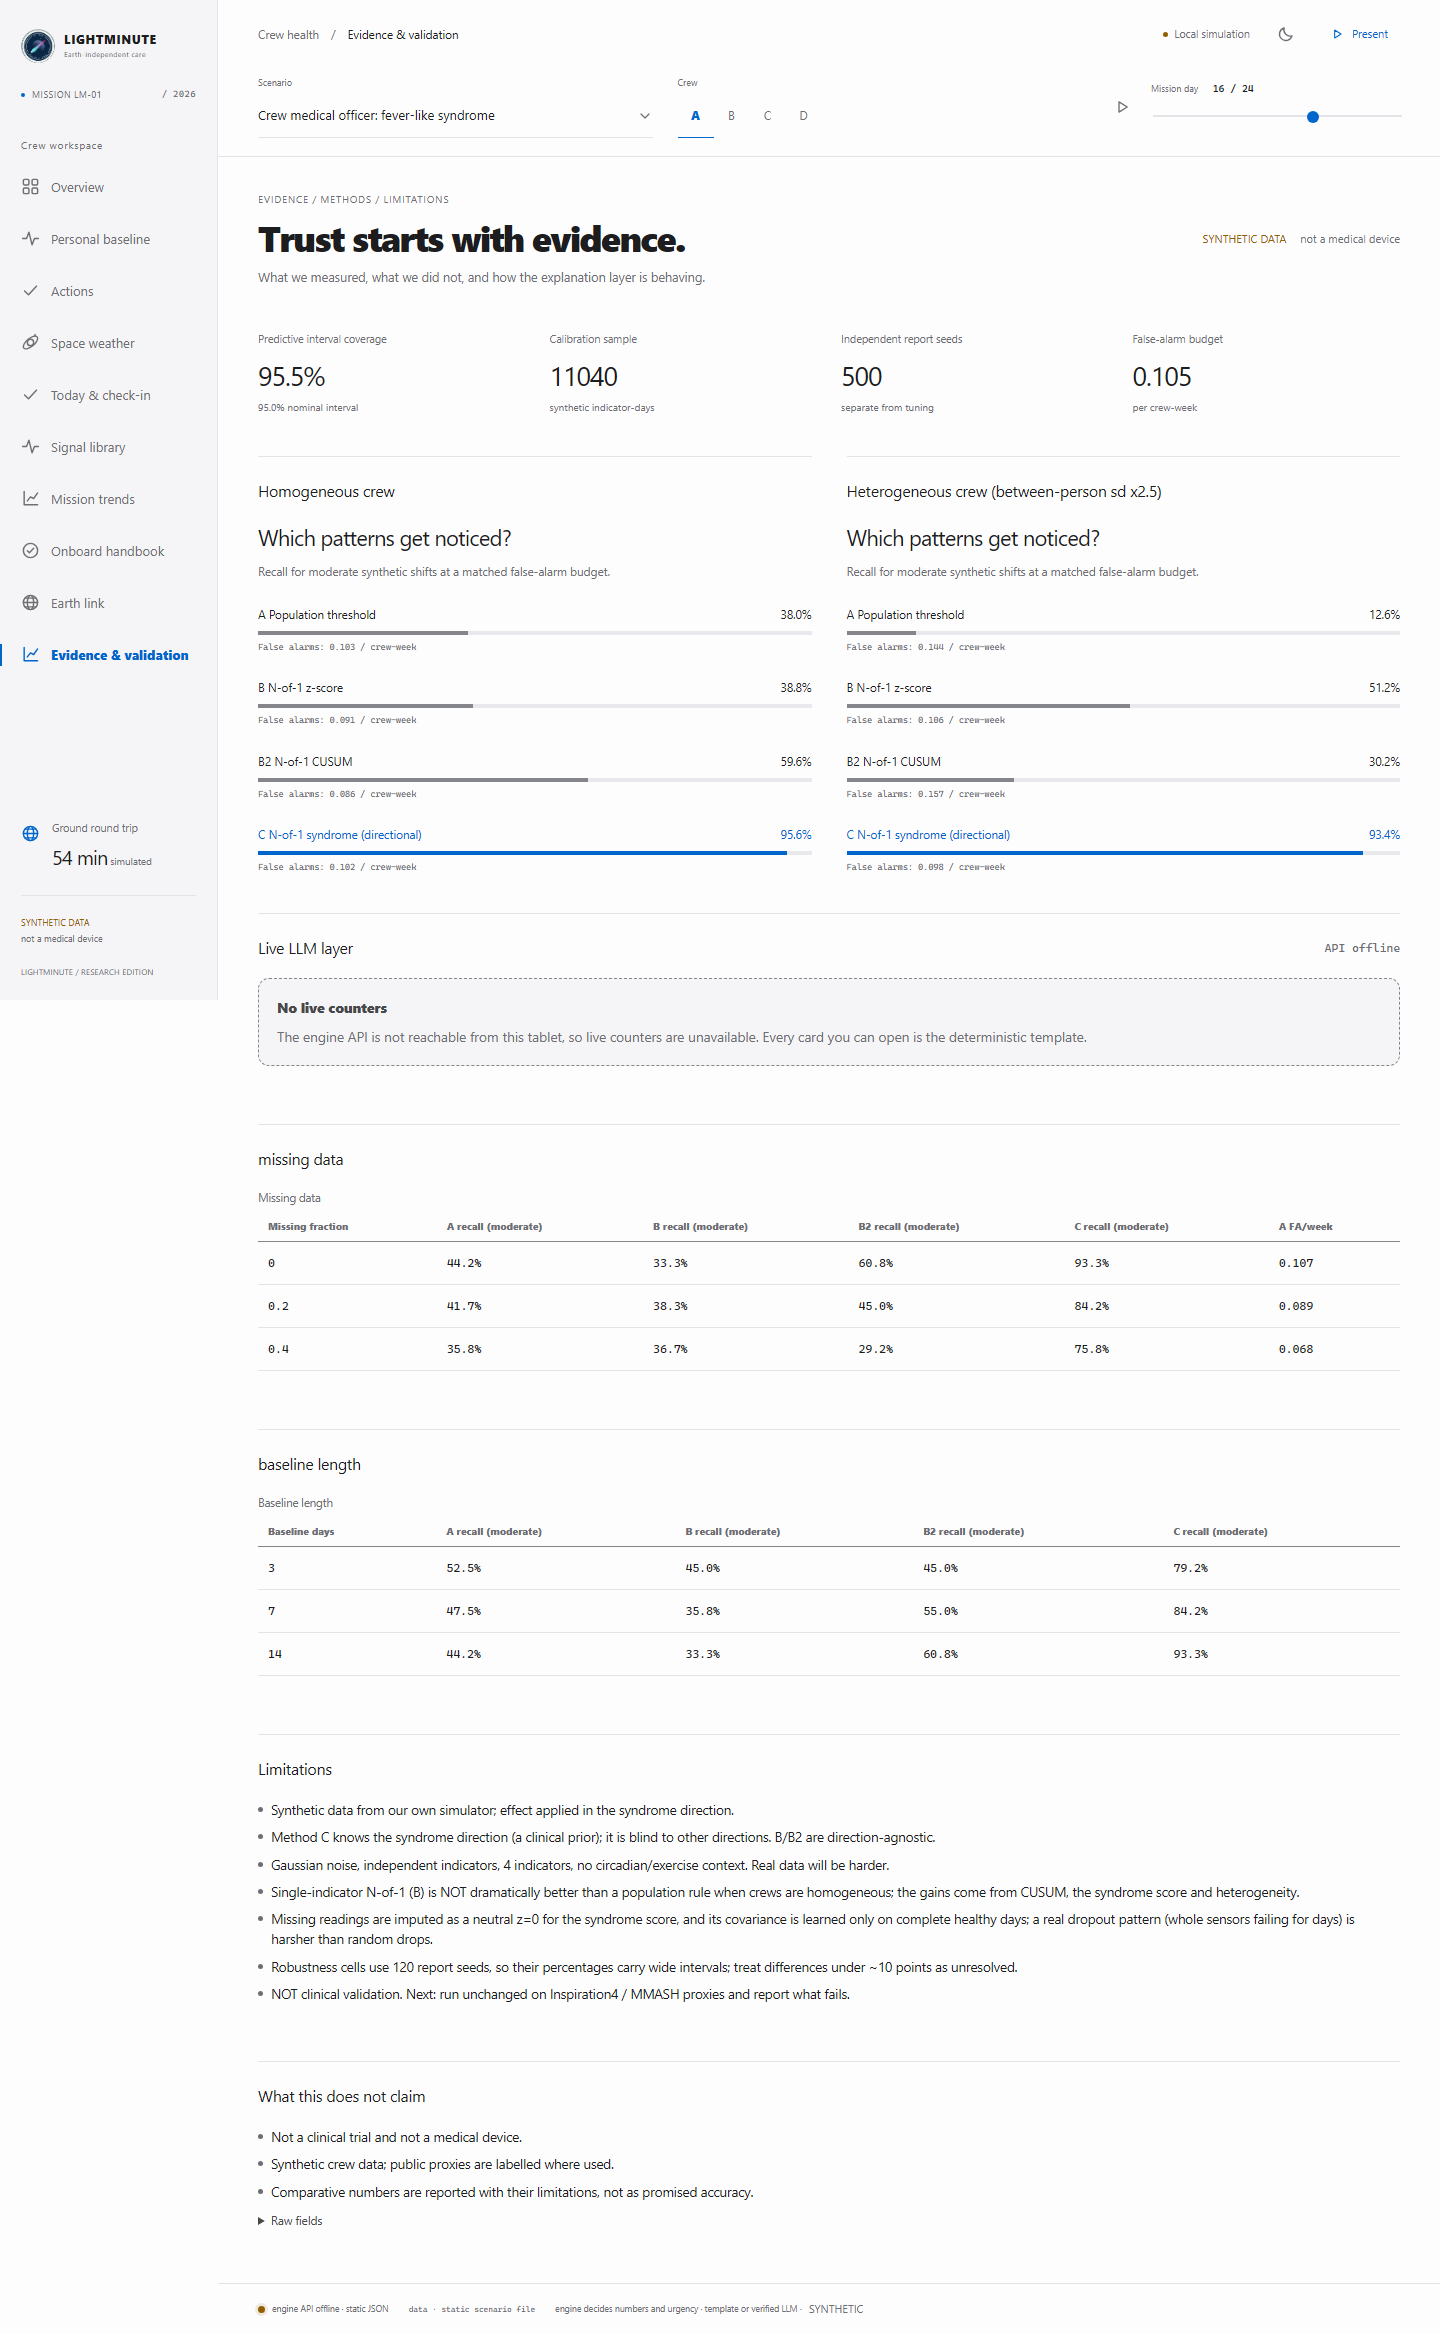 LIGHTMINUTE
Earth independent care
MISSION LM-01 / 2026
Crew workspace
Overview
Personal baseline
Actions
Space weather
Today & check-in
Signal library
Mission trends
Onboard handbook
Earth link
Evidence & validation
Ground round trip
54 min simulated
SYNTHETIC DATA
not a medical device
LIGHTMINUTE / RESEARCH EDITION
Crew health / Evidence & validation
Local simulation
Present
Scenario
Crew medical officer: fever-like syndrome
Crew
A B C D
Mission day 16 / 24
EVIDENCE / METHODS / LIMITATIONS
Trust starts with evidence.
SYNTHETIC DATA not a medical device
What we measured, what we did not, and how the explanation layer is behaving.
Predictive interval coverage
95.5%
95.0% nominal interval
Calibration sample
11040
synthetic indicator-days
Independent report seeds
500
separate from tuning
False-alarm budget
0.105
per crew-week
Homogeneous crew
Which patterns get noticed?
Recall for moderate synthetic shifts at a matched false-alarm budget.
A Population threshold 38.0%
False alarms: 0.103 / crew-week
B N-of-1 z-score 38.8%
False alarms: 0.091 / crew-week
B2 N-of-1 CUSUM 59.6%
False alarms: 0.086 / crew-week
C N-of-1 syndrome (directional) 95.6%
False alarms: 0.102 / crew-week
Heterogeneous crew (between-person sd x2.5)
Which patterns get noticed?
Recall for moderate synthetic shifts at a matched false-alarm budget.
A Population threshold 12.6%
False alarms: 0.144 / crew-week
B N-of-1 z-score 51.2%
False alarms: 0.106 / crew-week
B2 N-of-1 CUSUM 30.2%
False alarms: 0.157 / crew-week
C N-of-1 syndrome (directional) 93.4%
False alarms: 0.098 / crew-week
Live LLM layer
API offline
No live counters
The engine API is not reachable from this tablet, so live counters are unavailable. Every card you can open is the deterministic template.
missing data
Missing data
Missing fraction A recall (moderate) B recall (moderate) B2 recall (moderate) C recall (moderate) A FA/week
0 44.2% 33.3% 60.8% 93.3% 0.107
0.2 41.7% 38.3% 45.0% 84.2% 0.089
0.4 35.8% 36.7% 29.2% 75.8% 0.068
baseline length
Baseline length
Baseline days A recall (moderate) B recall (moderate) B2 recall (moderate) C recall (moderate)
3 52.5% 45.0% 45.0% 79.2%
7 47.5% 35.8% 55.0% 84.2%
14 44.2% 33.3% 60.8% 93.3%
Limitations
Synthetic data from our own simulator; effect applied in the syndrome direction.
Method C knows the syndrome direction (a clinical prior); it is blind to other directions. B/B2 are direction-agnostic.
Gaussian noise, independent indicators, 4 indicators, no circadian/exercise context. Real data will be harder.
Single-indicator N-of-1 (B) is NOT dramatically better than a population rule when crews are homogeneous; the gains come from CUSUM, the syndrome score and heterogeneity.
Missing readings are imputed as a neutral z=0 for the syndrome score, and its covariance is learned only on complete healthy days; a real dropout pattern (whole sensors failing for days) is
harsher than random drops.
Robustness cells use 120 report seeds, so their percentages carry wide intervals; treat differences under ~10 points as unresolved.
NOT clinical validation. Next: run unchanged on Inspiration4 / MMASH proxies and report what fails.
What this does not claim
Not a clinical trial and not a medical device.
Synthetic crew data; public proxies are labelled where used.
Comparative numbers are reported with their limitations, not as promised accuracy.
Raw fields
engine API offline · static JSON data · static scenario file engine decides numbers and urgency · template or verified LLM · SYNTHETIC